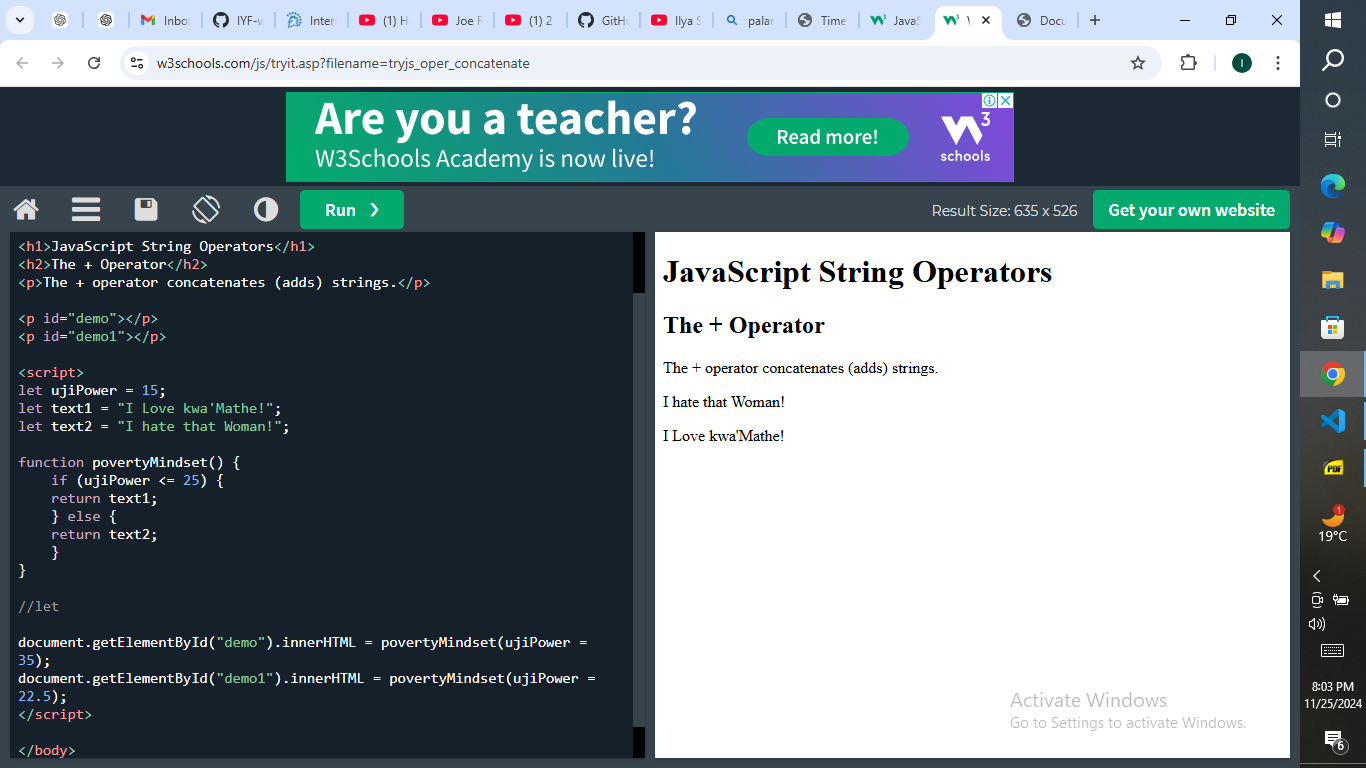 Inbo
IYF-w
Inter
(1) H
Joe R
(1) 2
GitHu
Ilya S
palar
Time
JavaS
Docu
w3schools.com/js/tryit.asp?filename=tryjs_oper_concatenate
I
Are you a teacher?
W3Schools Academy is now live!
Read more!
W3
schools
Run ❯
Result Size: 635 x 526
Get your own website
<h1>JavaScript String Operators</h1>
<h2>The + Operator</h2>
<p>The + operator concatenates (adds) strings.</p>
<p id="demo"></p>
<p id="demo1"></p>
<script>
let ujiPower = 15;
let text1 = "I Love kwa'Mathe!";
let text2 = "I hate that Woman!";
function povertyMindset() {
if (ujiPower <= 25) {
return text1;
} else {
return text2;
}
}
//let
document.getElementById("demo").innerHTML = povertyMindset(ujiPower =
35);
document.getElementById("demo1").innerHTML = povertyMindset(ujiPower =
22.5);
</script>
</body>
JavaScript String Operators
The + Operator
The + operator concatenates (adds) strings.
I hate that Woman!
I Love kwa'Mathe!
Activate Windows
Go to Settings to activate Windows.
PDF
1
19°C
8:03 PM
11/25/2024
6